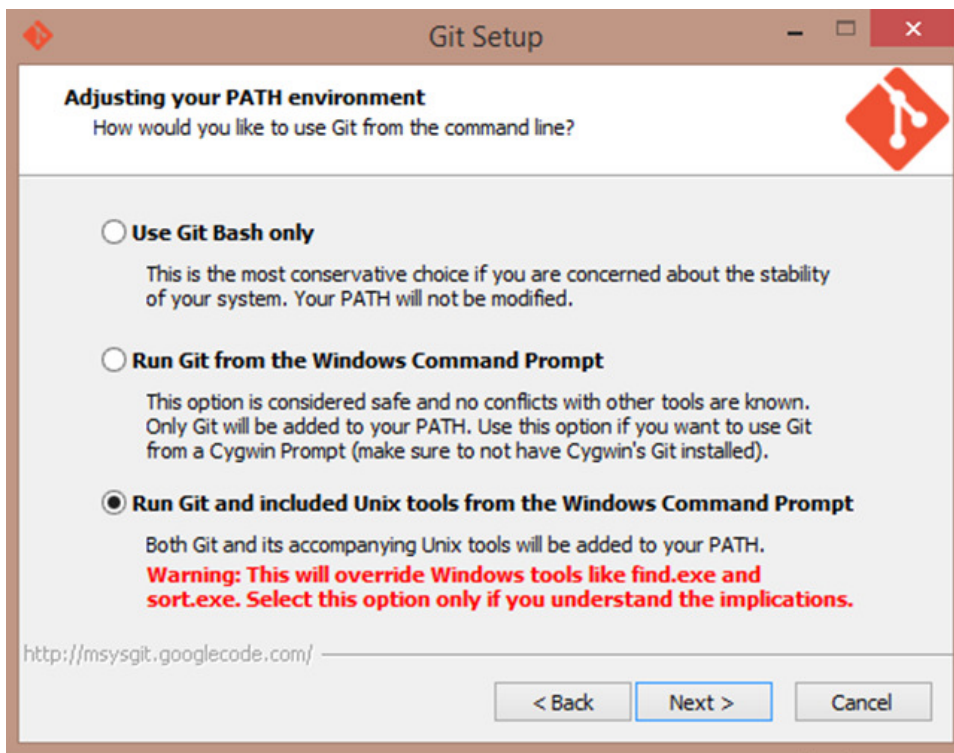 Git Setup
Adjusting your PATH environment
How would you like to use Git from the command line?
Use Git Bash only
This is the most conservative choice if you are concerned about the stability
of your system. Your PATH will not be modified.
Run Git from the Windows Command Prompt
This option is considered safe and no conflicts with other tools are known.
Only Git will be added to your PATH. Use this option if you want to use Git
from a Cygwin Prompt (make sure to not have Cygwin's Git installed).
Run Git and included Unix tools from the Windows Command Prompt
Both Git and its accompanying Unix tools will be added to your PATH.
Warning: This will override Windows tools like find.exe and
sort.exe. Select this option only if you understand the implications.
http://msysgit.googlecode.com/
< Back Next > Cancel